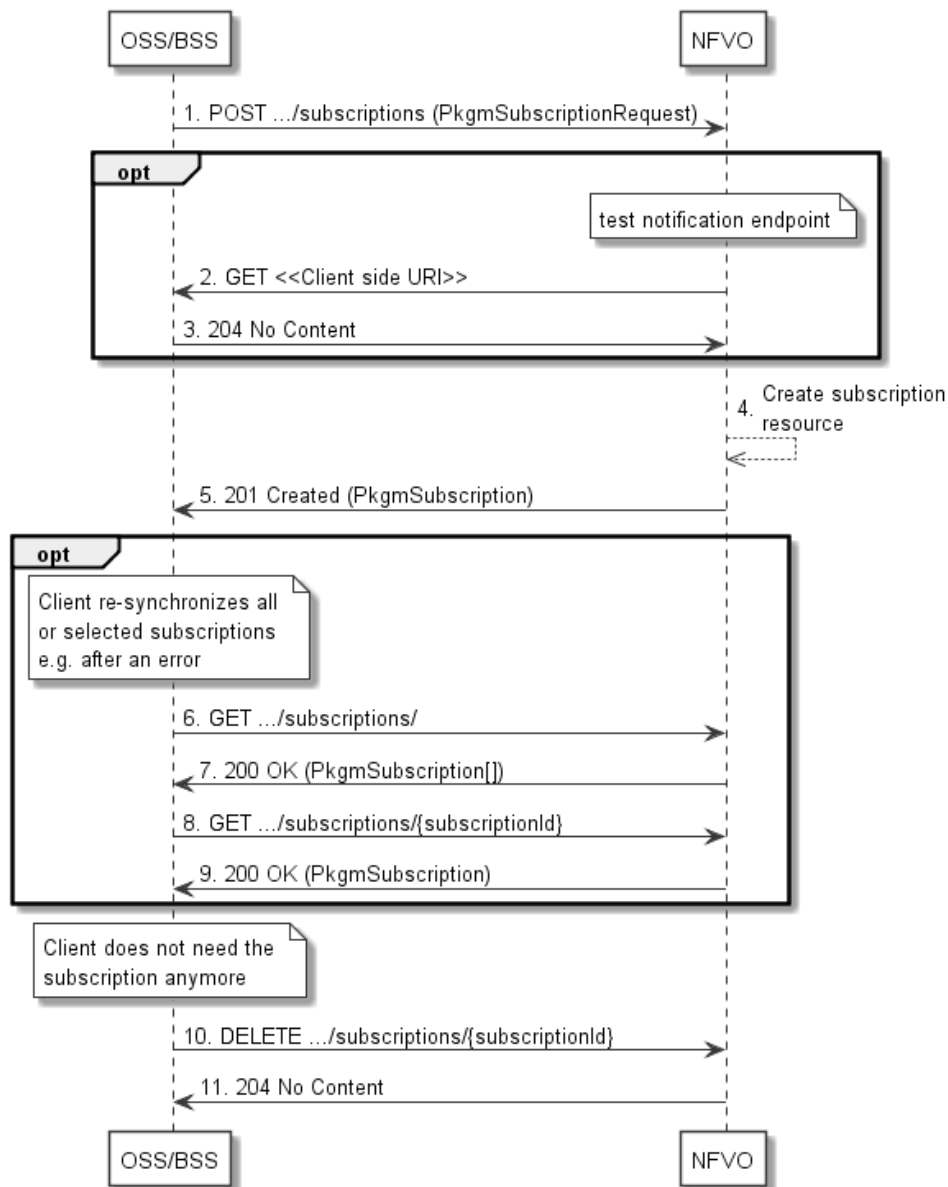 OSS/BSS
NFVO
1. POST .../subscriptions (PkgmSubscriptionRequest)
opt
test notification endpoint
2. GET <<Client side URI>>
3. 204 No Content
4. Create subscription
resource
5. 201 Created (PkgmSubscription)
opt
Client re-synchronizes all
or selected subscriptions
e.g. after an error
6. GET .../subscriptions/
7. 200 OK (PkgmSubscription[])
8. GET .../subscriptions/{subscriptionId}
9. 200 OK (PkgmSubscription)
Client does not need the
subscription anymore
10. DELETE .../subscriptions/{subscriptionId}
11. 204 No Content
OSS/BSS
NFVO